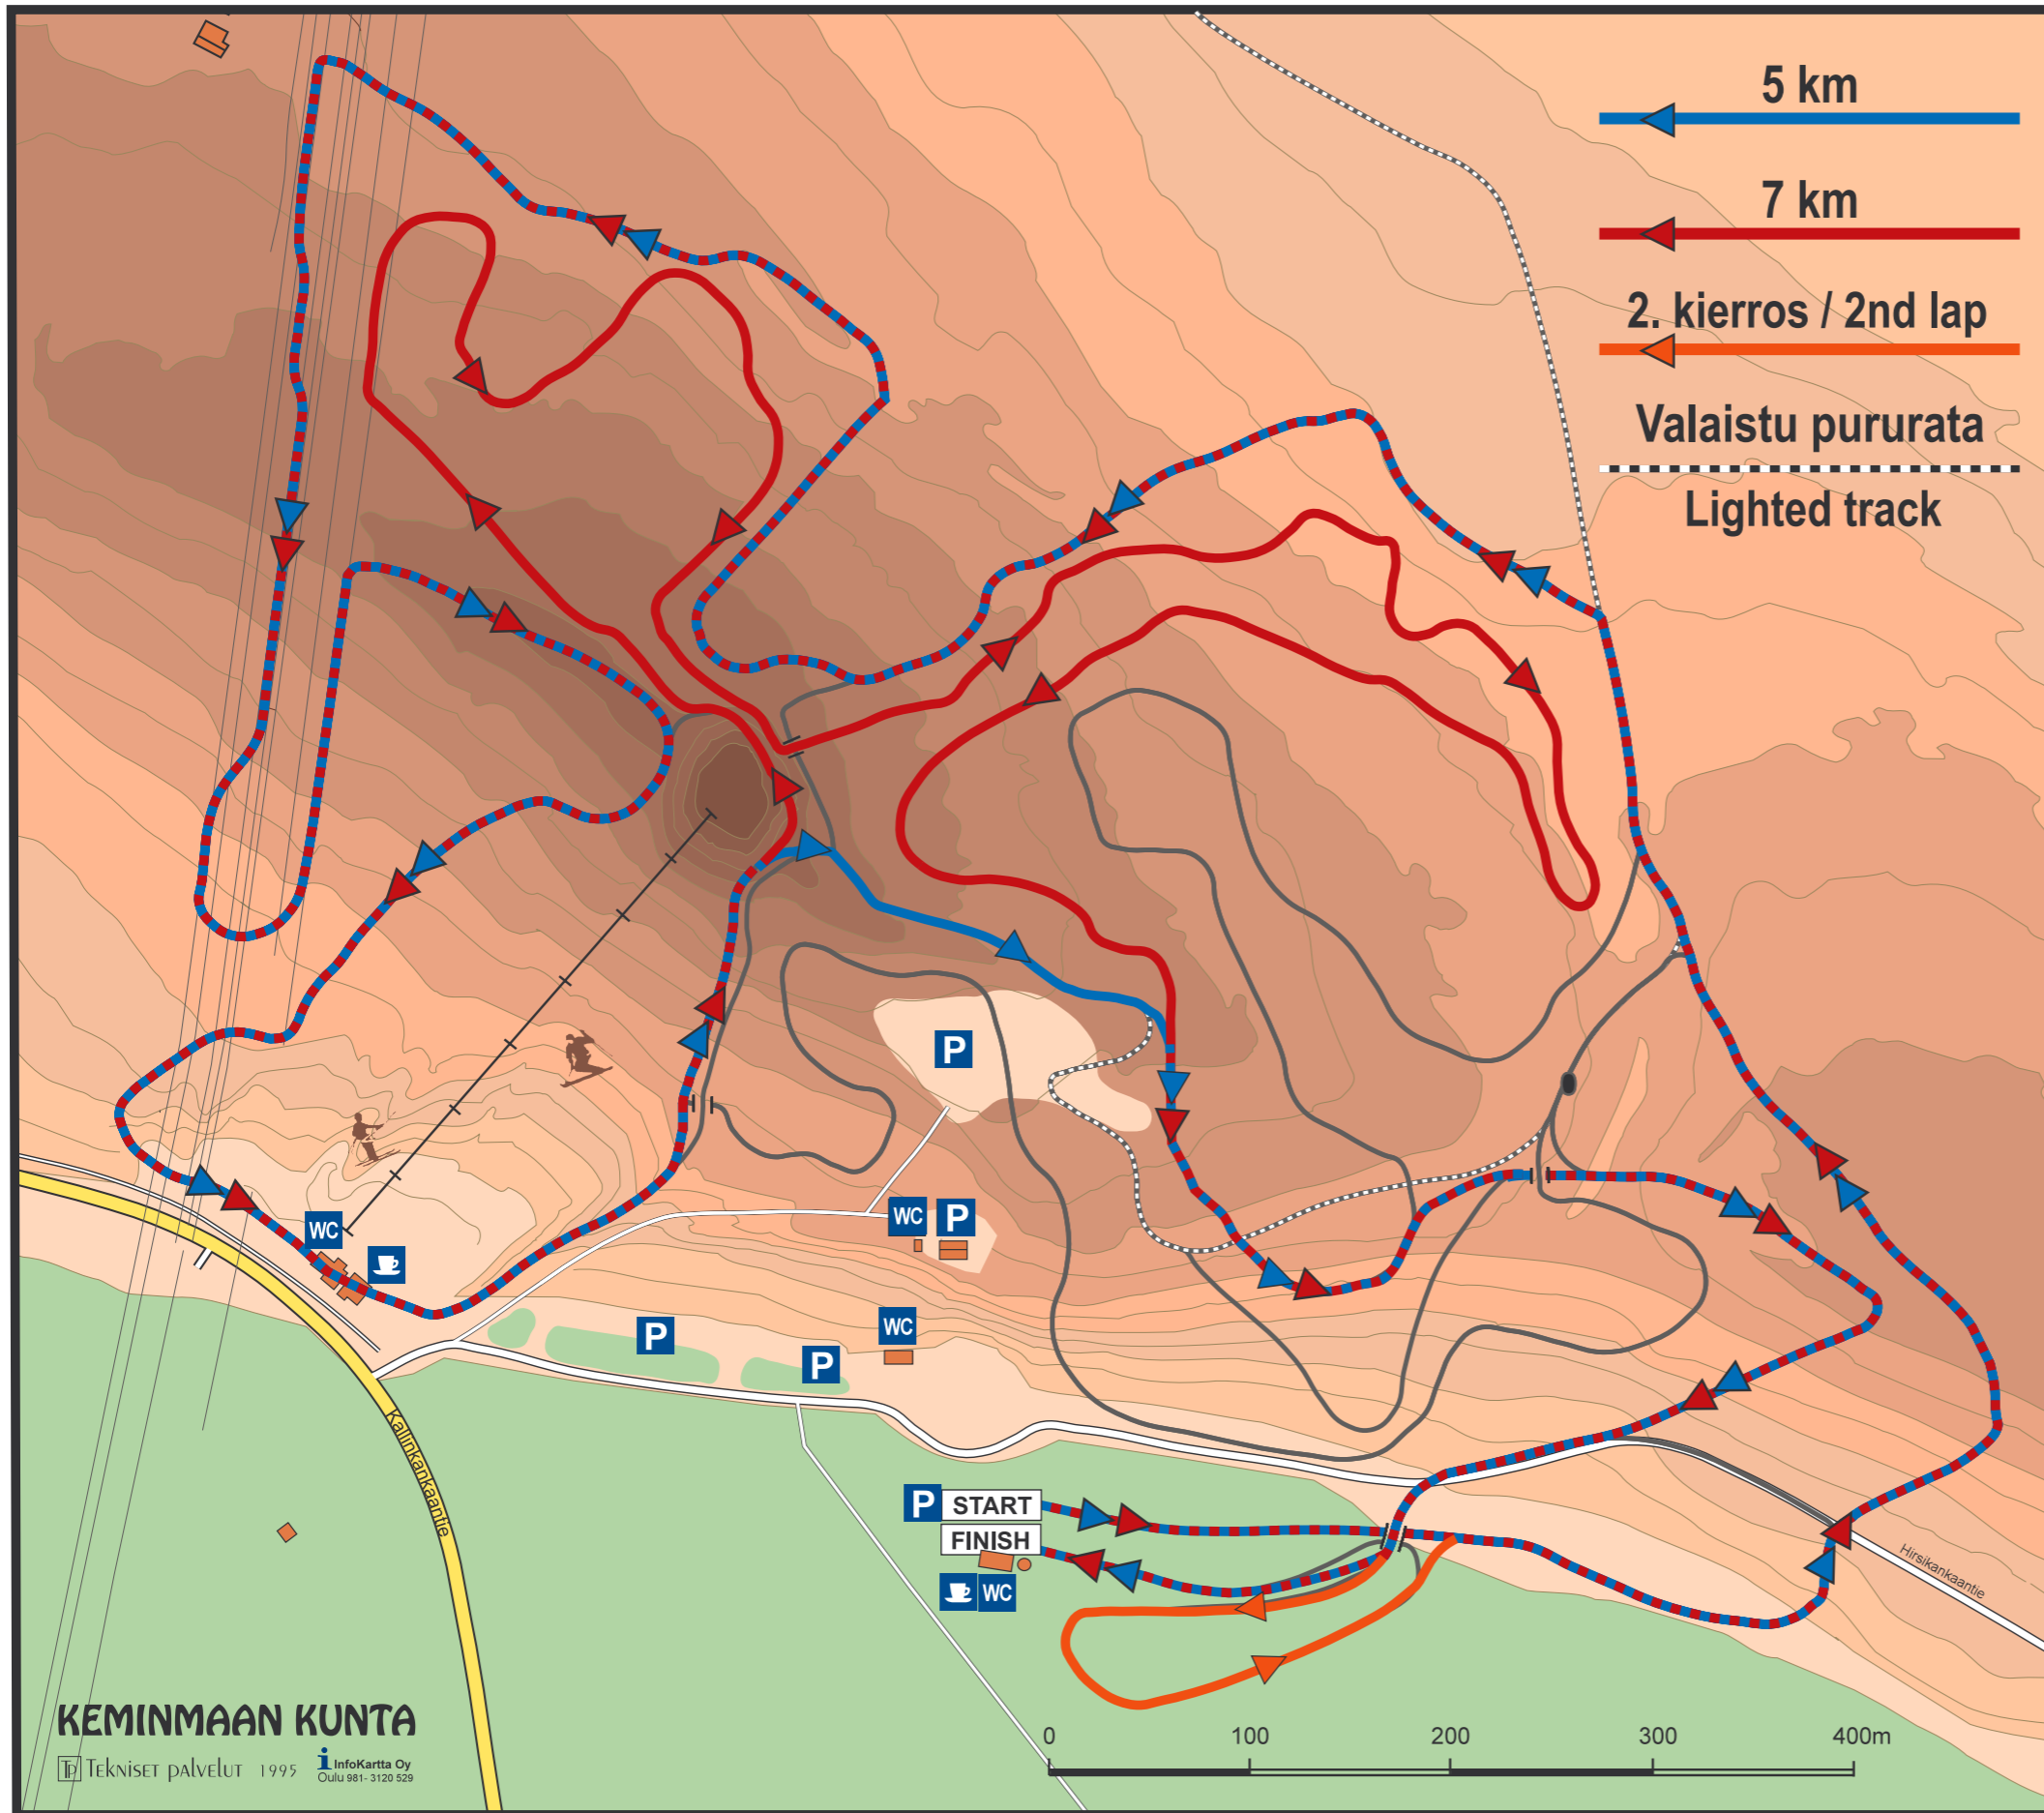 5 km
7 km
2. kierros / 2nd lap
Valaistu pururata
Lighted track
P
WC
WC P
P
WC
P
P START
FINISH
WC
Kallinkankaantie
Hirsikankaantie
KEMINMAAN KUNTA
TP Tekniset palvelut 1995
i InfoKartta Oy
Oulu 981- 3120 529
0 100 200 300 400m